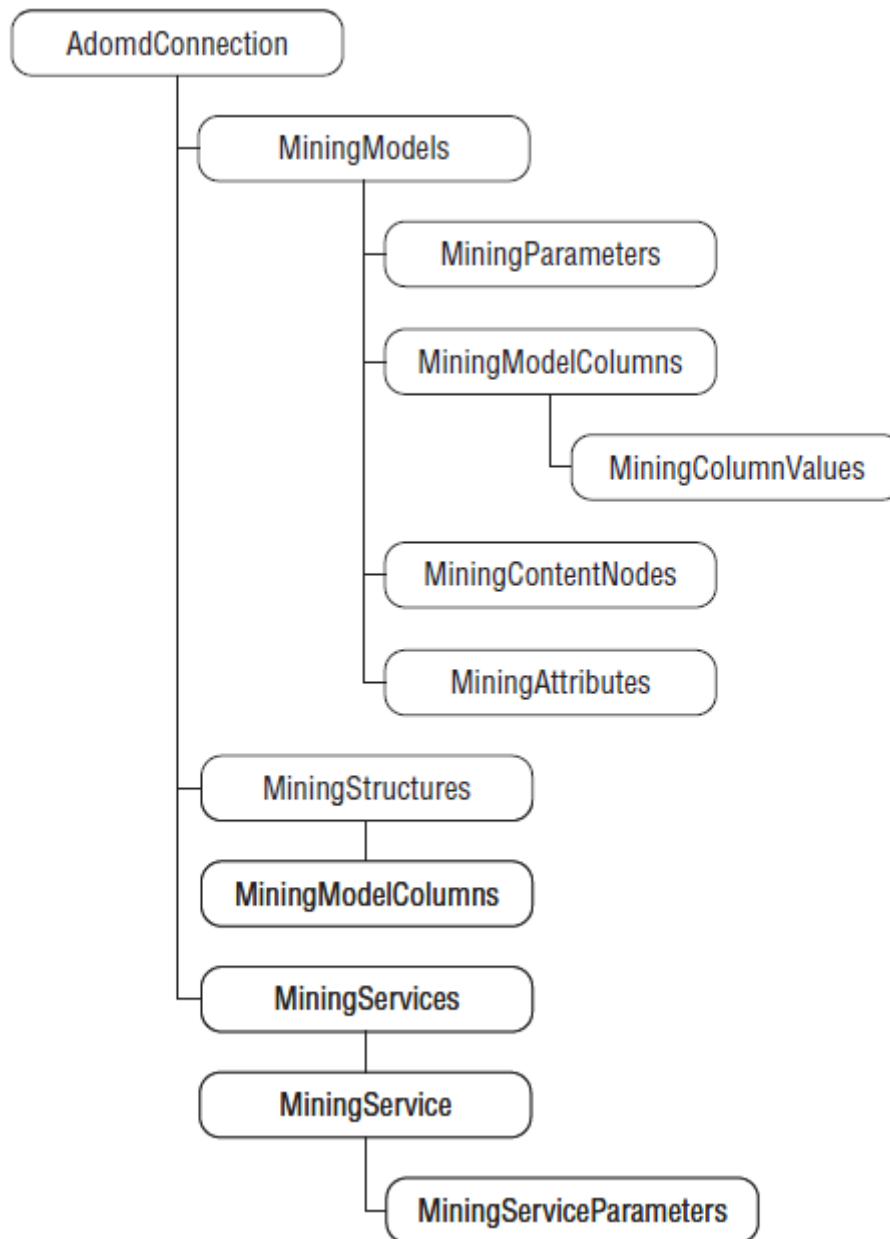 AdomdConnection
MiningModels
MiningParameters
MiningModelColumns
MiningColumnValues
MiningContentNodes
MiningAttributes
MiningStructures
MiningModelColumns
MiningServices
MiningService
MiningServiceParameters